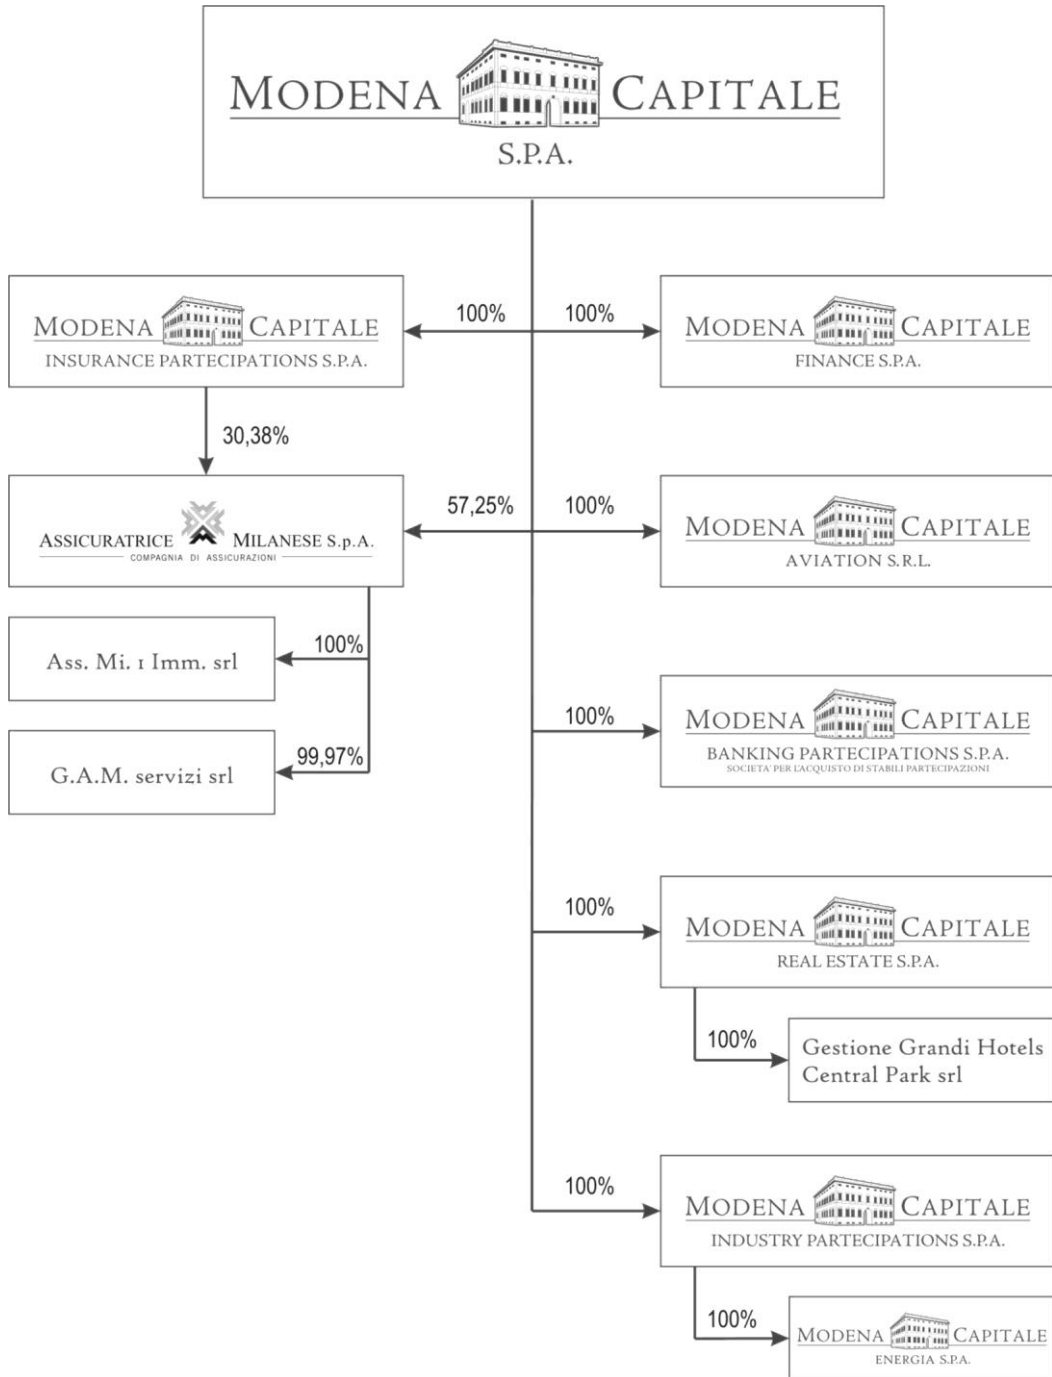 MODENA CAPITALE
S.P.A.
100% 100%
MODENA CAPITALE
INSURANCE PARTECIPATIONS S.P.A.
MODENA CAPITALE
FINANCE S.P.A.
30,38%
ASSICURATRICE MILANESE S.p.A.
COMPAGNIA DI ASSICURAZIONI
57,25% 100%
MODENA CAPITALE
AVIATION S.R.L.
100%
Ass. Mi. 1 Imm. srl
99,97%
G.A.M. servizi srl
100%
MODENA CAPITALE
BANKING PARTECIPATIONS S.P.A.
SOCIETA' PER L'ACQUISTO DI STABILI PARTECIPAZIONI
100%
MODENA CAPITALE
REAL ESTATE S.P.A.
100%
Gestione Grandi Hotels
Central Park srl
100%
MODENA CAPITALE
INDUSTRY PARTECIPATIONS S.P.A.
100%
MODENA CAPITALE
ENERGIA S.P.A.